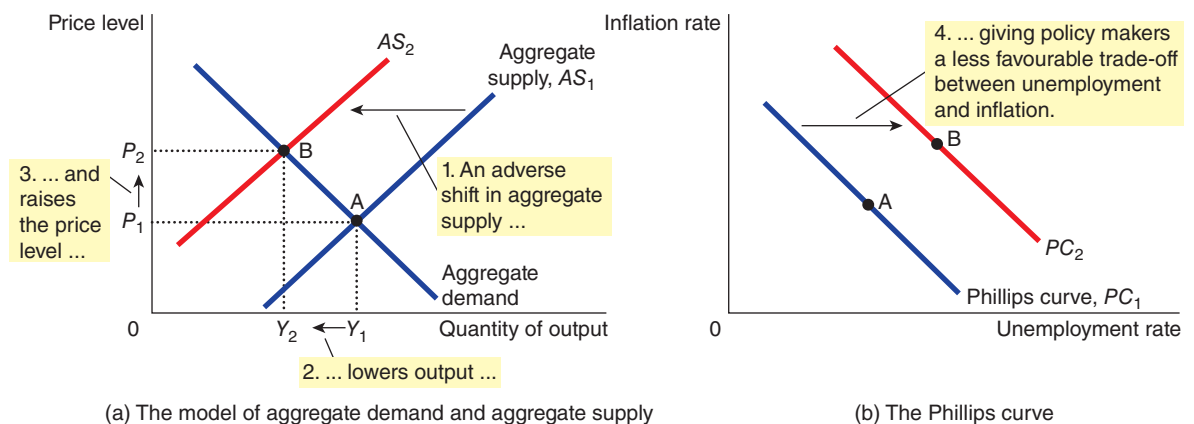 Price level
AS2
Aggregate
supply, AS1
P2
B
3. ... and
raises
the price
level ...
P1
A
1. An adverse
shift in aggregate
supply ...
Aggregate
demand
0
Y2
Y1
Quantity of output
2. ... lowers output ...
(a) The model of aggregate demand and aggregate supply
Inflation rate
4. ... giving policy makers
a less favourable trade-off
between unemployment
and inflation.
B
A
PC2
Phillips curve, PC1
0
Unemployment rate
(b) The Phillips curve